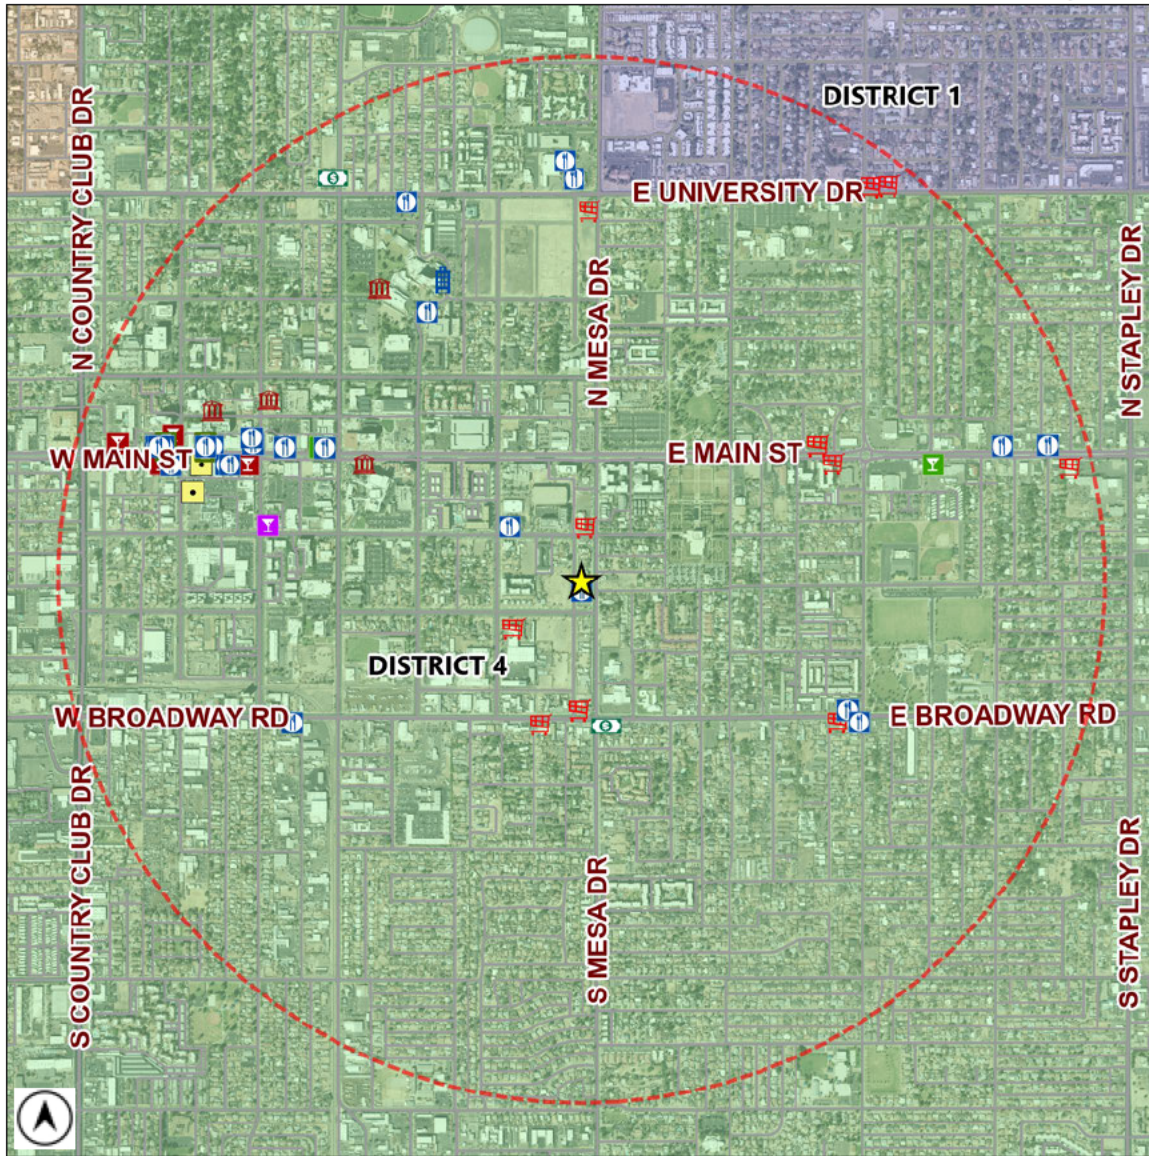 DISTRICT 1
E UNIVERSITY DR
N COUNTRY CLUB DR
N MESA DR
N STAPLEY DR
W MAIN ST
E MAIN ST
DISTRICT 4
W BROADWAY RD
E BROADWAY RD
S COUNTRY CLUB DR
S MESA DR
S STAPLEY DR